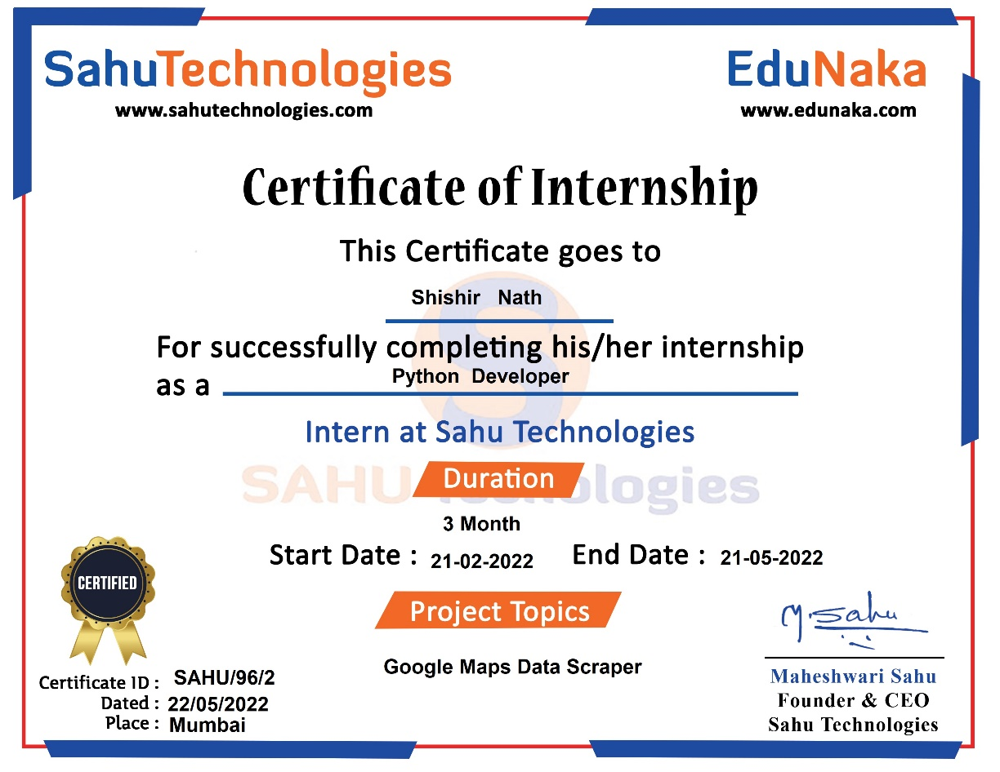 SahuTechnologies
www.sahutechnologies.com
EduNaka
www.edunaka.com
Certificate of Internship
This Certificate goes to
Shishir Nath
For successfully completing his/her internship
as a Python Developer
Intern at Sahu Technologies
SAHU Technologies
Duration
3 Month
Start Date : 21-02-2022 End Date : 21-05-2022
CERTIFIED
Project Topics
Google Maps Data Scraper
M.Sahu
Certificate ID : SAHU/96/2
Dated : 22/05/2022
Place : Mumbai
Maheshwari Sahu
Founder & CEO
Sahu Technologies